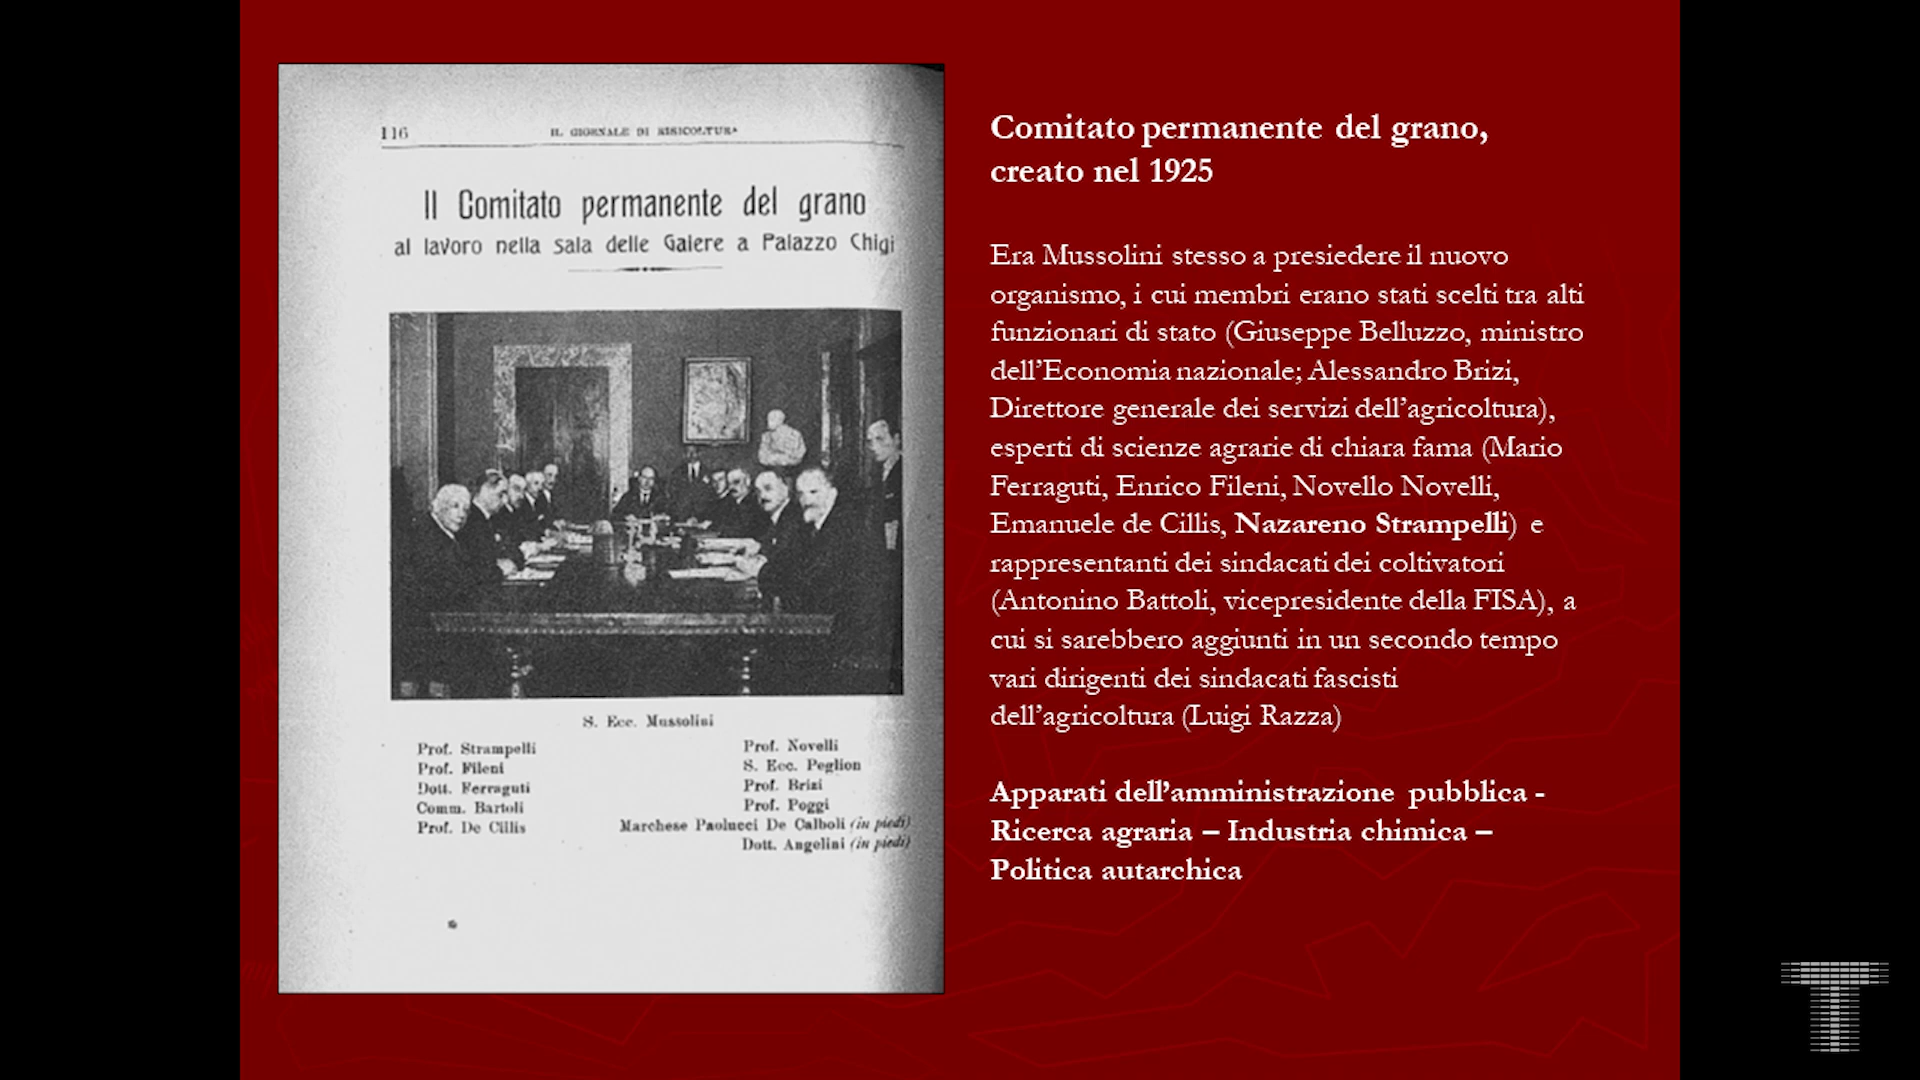 116
IL GIORNALE DI RISICOLTURA
Il Comitato permanente del grano
al lavoro nella sala delle Galere a Palazzo Chigi
S. Ecc. Mussolini
Prof. Strampelli
Prof. Fileni
Dott. Ferraguti
Comm. Bartoli
Prof. De Cillis
Prof. Novelli
S. Ecc. Peglion
Prof. Brizi
Prof. Poggi
Marchese Paolucci De Calboli (in piedi)
Dott. Angelini (in piedi)
Comitato permanente del grano,
creato nel 1925
Era Mussolini stesso a presiedere il nuovo
organismo, i cui membri erano stati scelti tra alti
funzionari di stato (Giuseppe Belluzzo, ministro
dell’Economia nazionale; Alessandro Brizi,
Direttore generale dei servizi dell’agricoltura),
esperti di scienze agrarie di chiara fama (Mario
Ferraguti, Enrico Fileni, Novello Novelli,
Emanuele de Cillis, Nazareno Strampelli) e
rappresentanti dei sindacati dei coltivatori
(Antonino Battoli, vicepresidente della FISA), a
cui si sarebbero aggiunti in un secondo tempo
vari dirigenti dei sindacati fascisti
dell’agricoltura (Luigi Razza)
Apparati dell’amministrazione pubblica -
Ricerca agraria – Industria chimica –
Politica autarchica
T